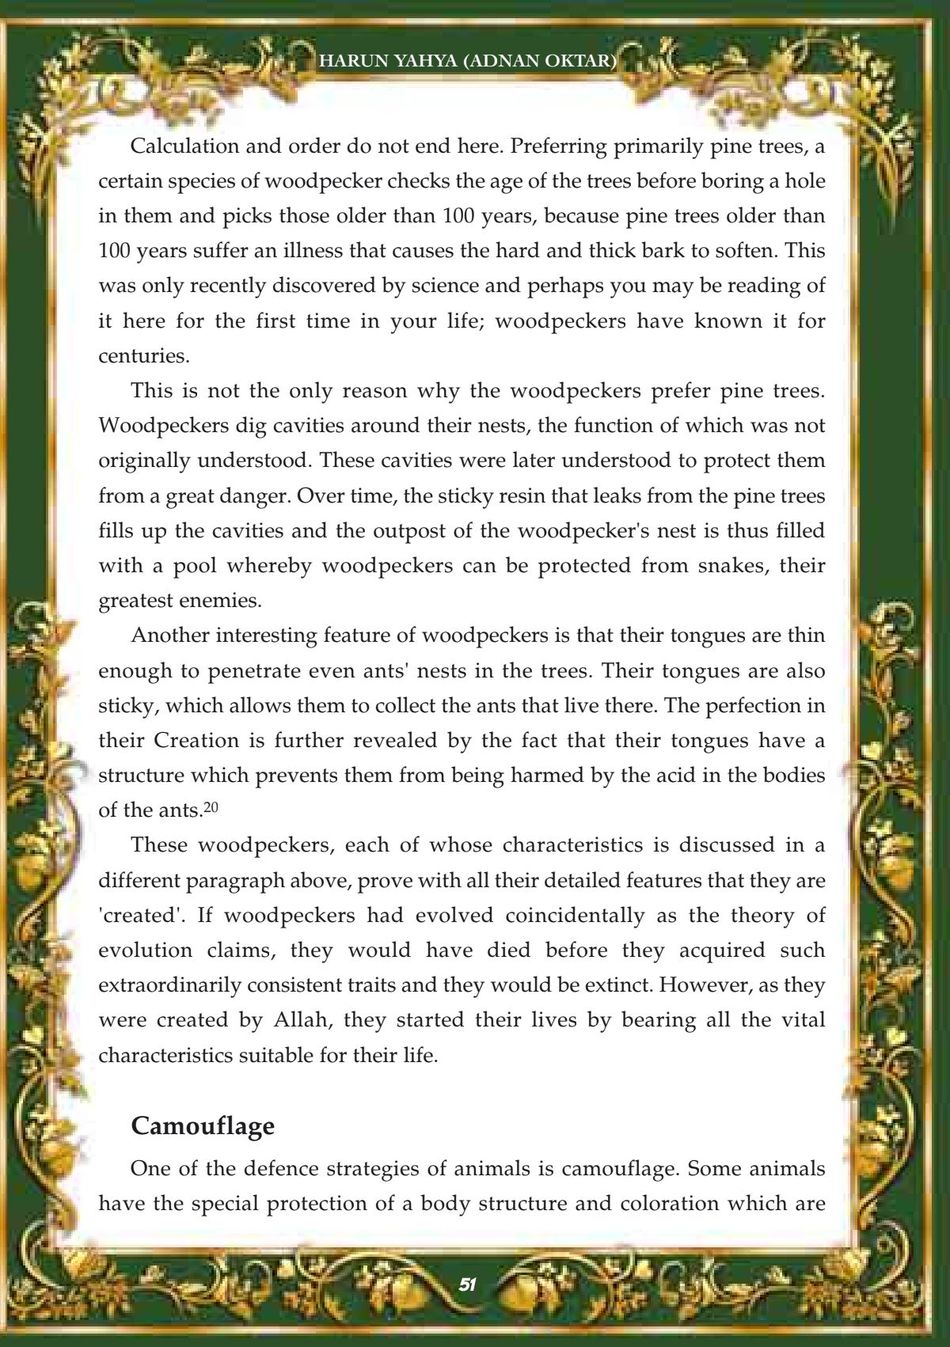 HARUN YAHYA (ADNAN OKTAR)
Calculation and order do not end here. Preferring primarily pine trees, a
certain species of woodpecker checks the age of the trees before boring a hole
in them and picks those older than 100 years, because pine trees older than
100 years suffer an illness that causes the hard and thick bark to soften. This
was only recently discovered by science and perhaps you may be reading of
it here for the first time in your life; woodpeckers have known it for
centuries.
This is not the only reason why the woodpeckers prefer pine trees.
Woodpeckers dig cavities around their nests, the function of which was not
originally understood. These cavities were later understood to protect them
from a great danger. Over time, the sticky resin that leaks from the pine trees
fills up the cavities and the outpost of the woodpecker's nest is thus filled
with a pool whereby woodpeckers can be protected from snakes, their
greatest enemies.
Another interesting feature of woodpeckers is that their tongues are thin
enough to penetrate even ants' nests in the trees. Their tongues are also
sticky, which allows them to collect the ants that live there. The perfection in
their Creation is further revealed by the fact that their tongues have a
structure which prevents them from being harmed by the acid in the bodies
of the ants.20
These woodpeckers, each of whose characteristics is discussed in a
different paragraph above, prove with all their detailed features that they are
'created'. If woodpeckers had evolved coincidentally as the theory of
evolution claims, they would have died before they acquired such
extraordinarily consistent traits and they would be extinct. However, as they
were created by Allah, they started their lives by bearing all the vital
characteristics suitable for their life.
Camouflage
One of the defence strategies of animals is camouflage. Some animals
have the special protection of a body structure and coloration which are
51